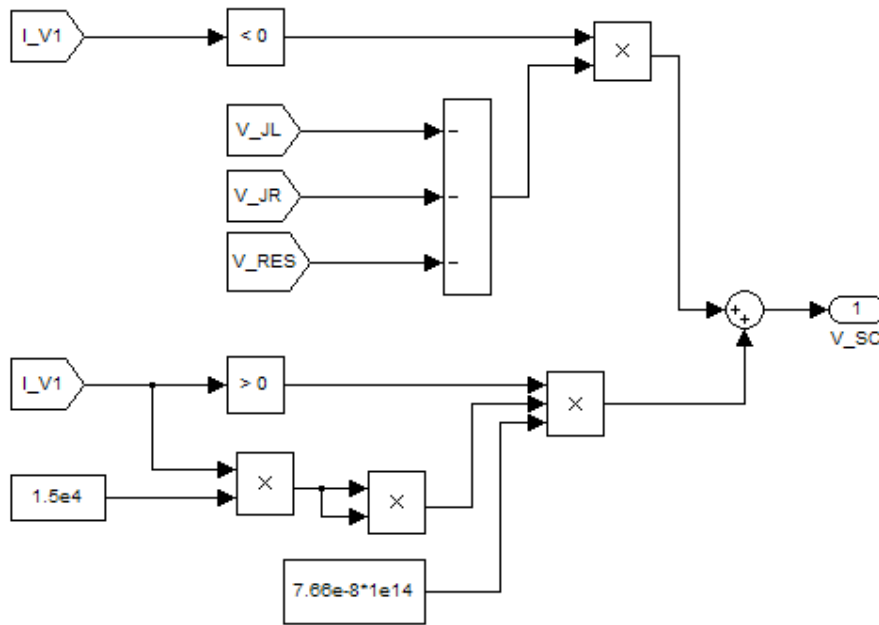 I_V1
< 0
×
V_JL
−
V_JR
−
V_RES
−
+
+
1
V_SC
I_V1
> 0
×
1.5e4
×
×
7.66e-8*1e14